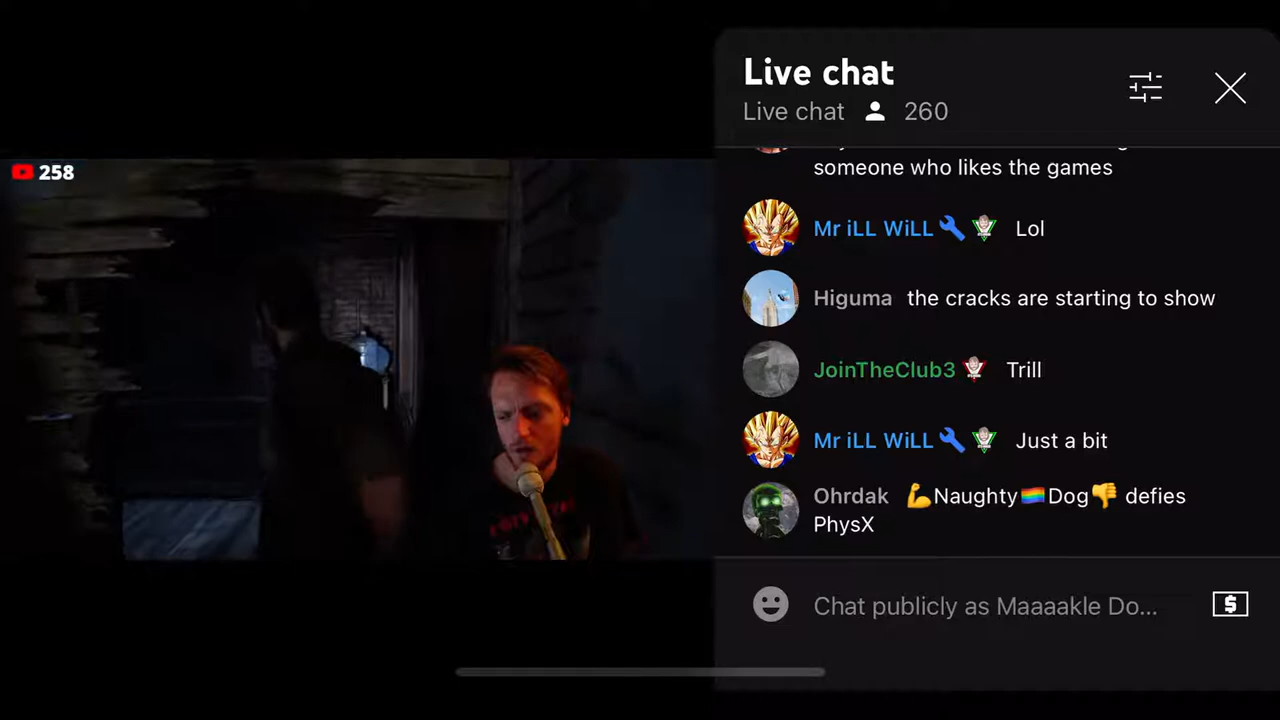 Live chat
Live chat 260
258
someone who likes the games
Mr iLL WiLL Lol
Higuma the cracks are starting to show
JoinTheClub3 Trill
Mr iLL WiLL Just a bit
Ohrdak 💪Naughty🏳️‍🌈Dog👎 defies
PhysX
Chat publicly as Maaaakle Do...